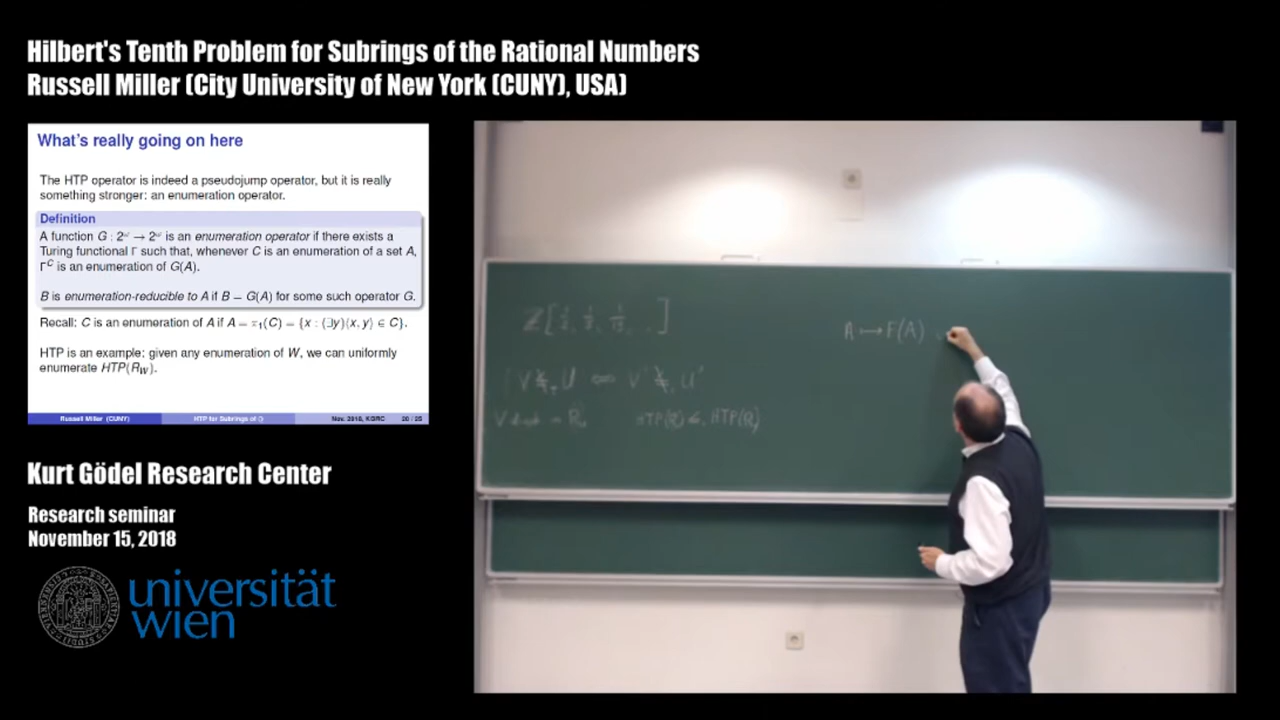 Hilbert's Tenth Problem for Subrings of the Rational Numbers
Russell Miller (City University of New York (CUNY), USA)
What's really going on here
The HTP operator is indeed a pseudojump operator, but it is really
something stronger: an enumeration operator.
Definition
A function G : 2^ω → 2^ω is an enumeration operator if there exists a
Turing functional Γ such that, whenever C is an enumeration of a set A,
Γ^C is an enumeration of G(A).
B is enumeration-reducible to A if B = G(A) for some such operator G.
Recall: C is an enumeration of A if A = π₁(C) = {x : (∃y)⟨x, y⟩ ∈ C}.
HTP is an example: given any enumeration of W, we can uniformly
enumerate HTP(R_W).
Russell Miller (CUNY) HTP for Subrings of ℚ Nov. 2018, KGRC 20 / 25
Kurt Gödel Research Center
Research seminar
November 15, 2018
universität
wien
A ↦ F(A)